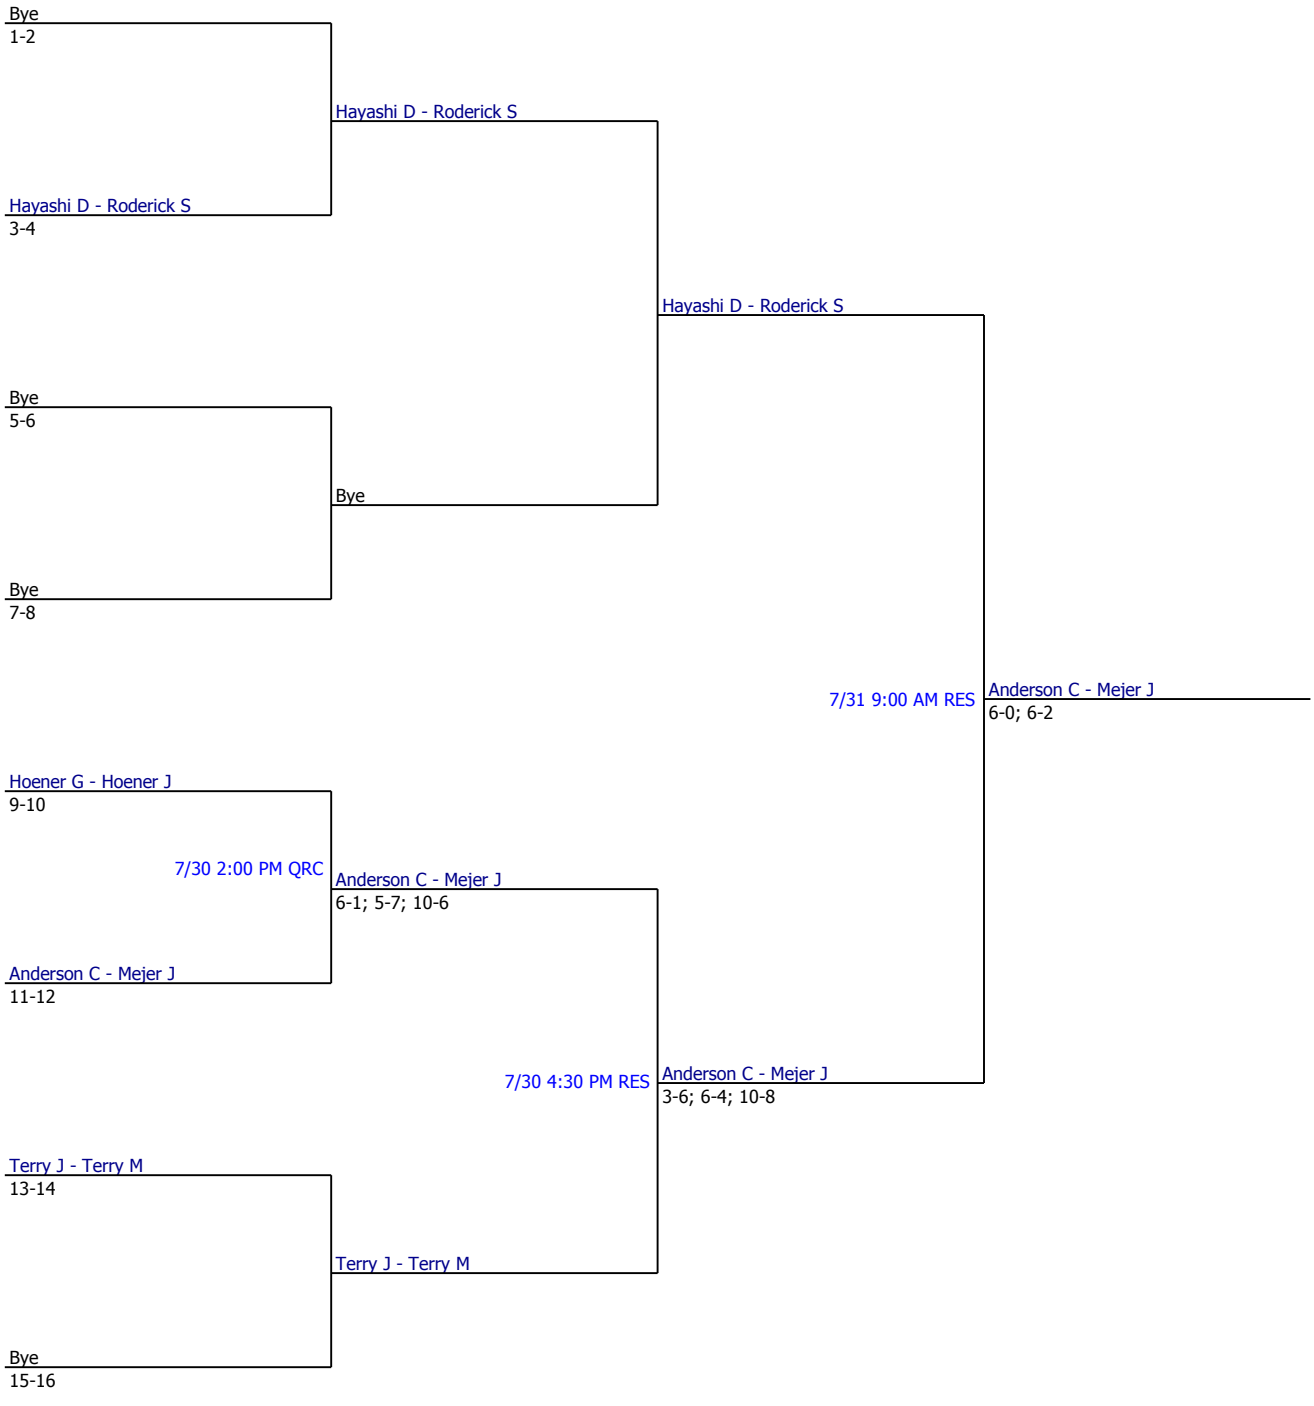 Bye
1-2
Hayashi D - Roderick S
Hayashi D - Roderick S
3-4
Hayashi D - Roderick S
Bye
5-6
Bye
Bye
7-8
7/31 9:00 AM RES
Anderson C - Mejer J
6-0; 6-2
Hoener G - Hoener J
9-10
7/30 2:00 PM QRC
Anderson C - Mejer J
6-1; 5-7; 10-6
Anderson C - Mejer J
11-12
7/30 4:30 PM RES
Anderson C - Mejer J
3-6; 6-4; 10-8
Terry J - Terry M
13-14
Terry J - Terry M
Bye
15-16